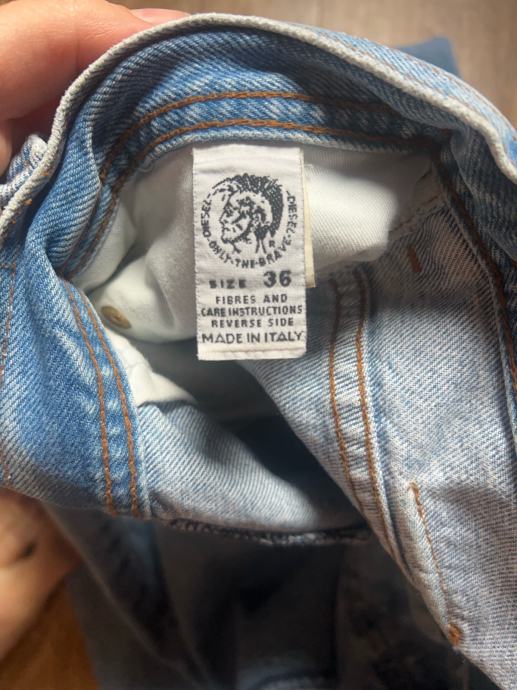 DIESEL DIESEL
ONLY·THE·BRAVE
SIZE 36
FIBRES AND
CARE INSTRUCTIONS
REVERSE SIDE
MADE IN ITALY